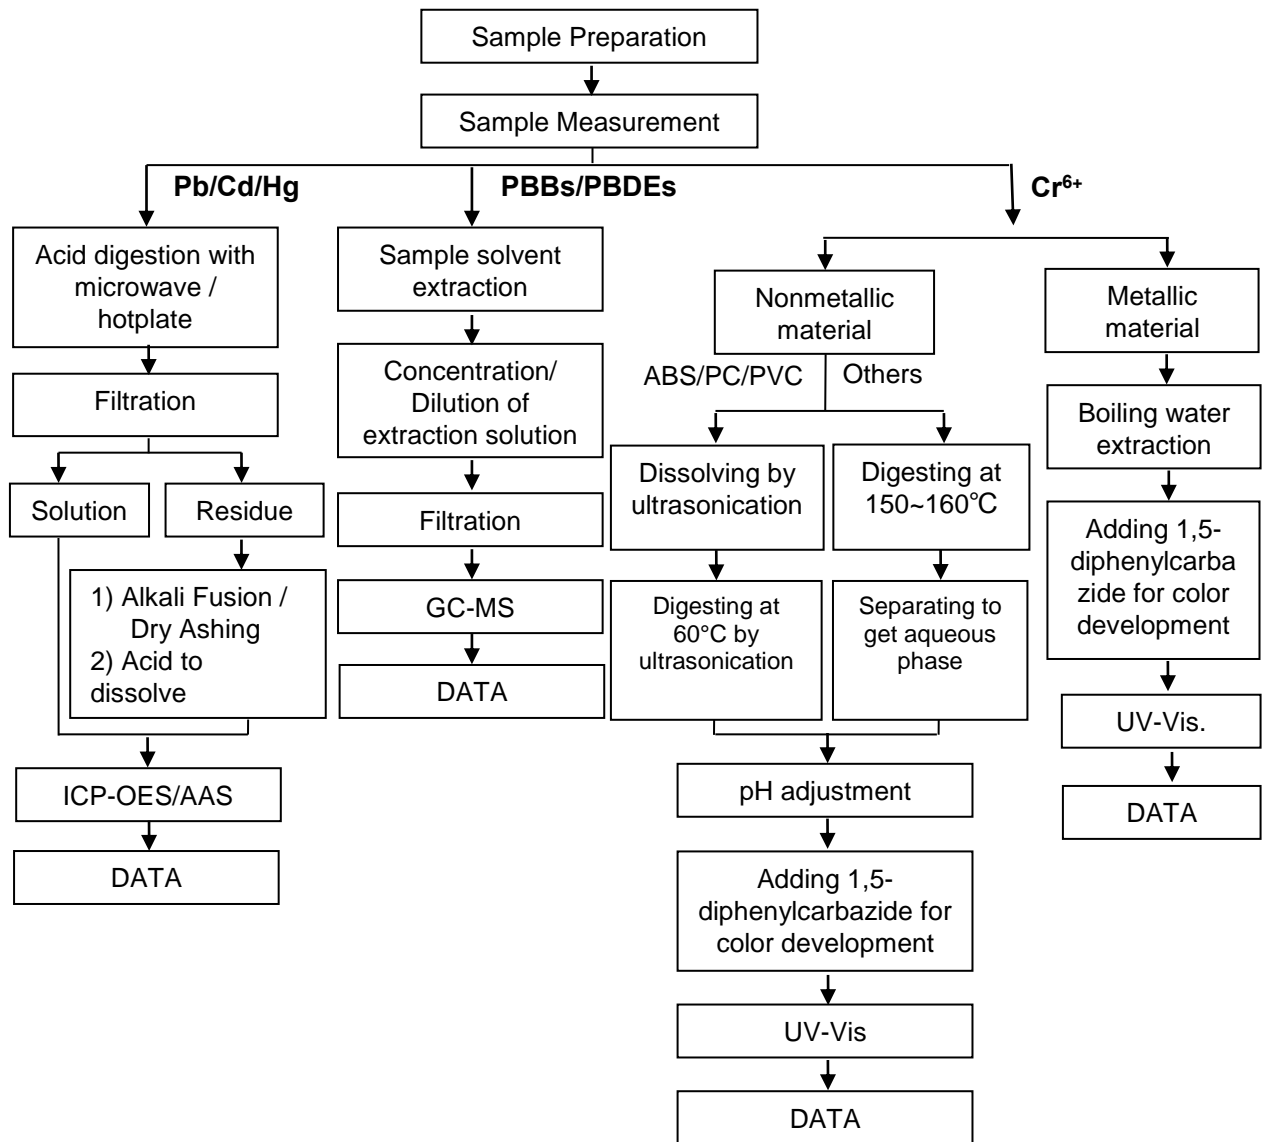 Sample Preparation
Sample Measurement
Pb/Cd/Hg
PBBs/PBDEs
Cr⁶⁺
Acid digestion with
microwave /
hotplate
Filtration
Solution
Residue
1) Alkali Fusion /
Dry Ashing
2) Acid to
dissolve
ICP-OES/AAS
DATA
Sample solvent
extraction
Concentration/
Dilution of
extraction solution
Filtration
GC-MS
DATA
Nonmetallic
material
ABS/PC/PVC
Others
Dissolving by
ultrasonication
Digesting at
60°C by
ultrasonication
Digesting at
150~160℃
Separating to
get aqueous
phase
pH adjustment
Adding 1,5-
diphenylcarbazide for
color development
UV-Vis
DATA
Metallic
material
Boiling water
extraction
Adding 1,5-
diphenylcarba
zide for color
development
UV-Vis.
DATA